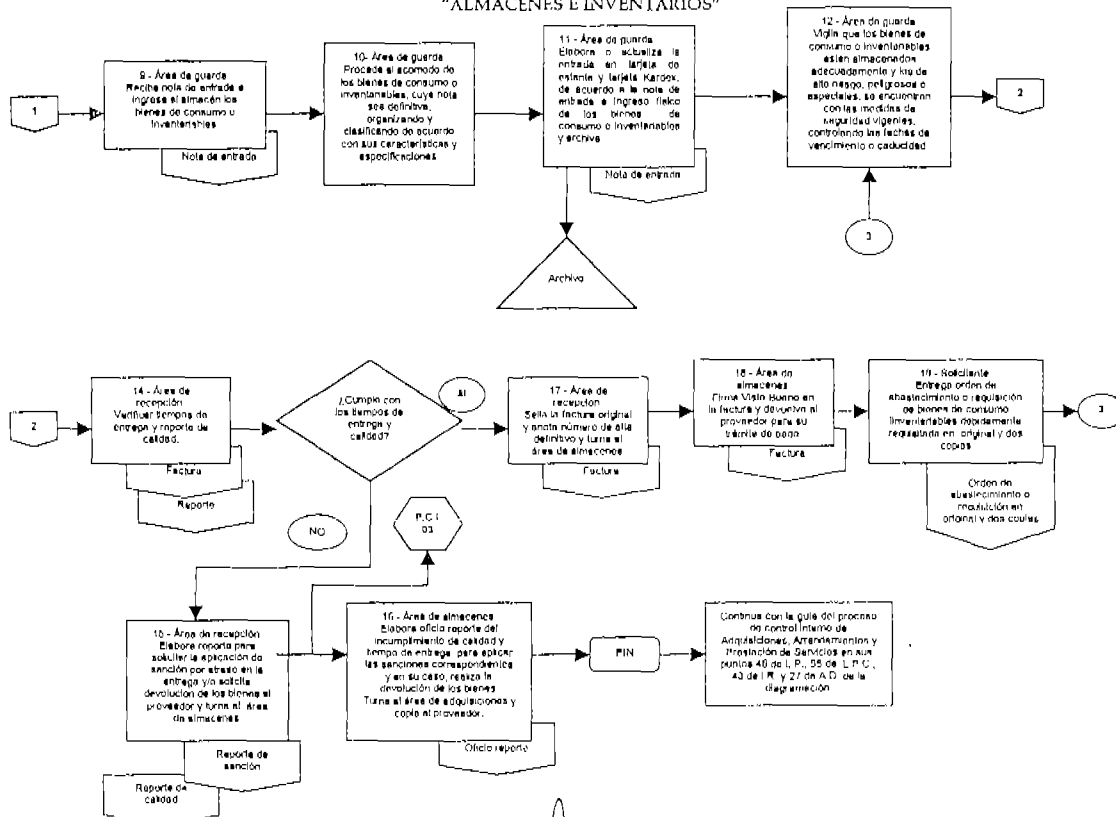 "ALMACENES E INVENTARIOS"
1
9 - Área de guarda
Recibe nota de entrada e
ingresa al almacén los
bienes de consumo o
inventariables
Nota de entrada
10- Área de guarda
Procede al acomodo de
los bienes de consumo o
inventariables, cuya nota
sea definitiva,
organizando y
clasificando de acuerdo
con sus características y
especificaciones
11 - Área de guarda
Elabora o actualiza la
entrada en tarjeta de
estante y tarjeta Kardex,
de acuerdo a la nota de
entrada e ingreso físico
de los bienes de
consumo o inventariables
y archiva
Nota de entrada
Archivo
12 - Área de guarda
Vigila que los bienes de
consumo o inventariables
estén almacenados
adecuadamente y los de
alto riesgo, peligrosos o
especiales, se encuentren
con las medidas de
seguridad vigentes,
controlando las fechas de
vencimiento o caducidad
2
3
2
14 - Área de
recepción
Verificar tiempos de
entrega y reporte de
calidad.
Factura
Reporte
¿Cumple con
los tiempos de
entrega y
calidad?
SI
NO
17 - Área de
recepción
Sella la factura original
y anota número de alta
definitivo y turna al
área de almacenes
Factura
18 - Área de
almacenes
Firma Visto Bueno en
la factura y devuelve al
proveedor para su
trámite de pago
Factura
19 - Solicitante
Entrega orden de
abastecimiento o requisición
de bienes de consumo
inventariables debidamente
requisitada en original y dos
copias
Orden de
abastecimiento o
requisición en
original y dos copias
3
P.C.I
03
15 - Área de recepción
Elabora reporte para
solicitar la aplicación de
sanción por atraso en la
entrega y/o solicita
devolución de los bienes al
proveedor y turna al área
de almacenes
Reporte de
sanción
Reporte de
calidad
16 - Área de almacenes
Elabora oficio reporte del
incumplimiento de calidad y
tiempo de entrega, para aplicar
las sanciones correspondientes
y en su caso, realiza la
devolución de los bienes
Turna al área de adquisiciones y
copia al proveedor.
Oficio reporte
FIN
Continua con la guía del proceso
de control interno de
Adquisiciones, Arrendamientos y
Prestación de Servicios en sus
puntos 48 de L.P., 55 de I.P.C.,
43 de I.R. y 27 de A.D. de la
diagramación